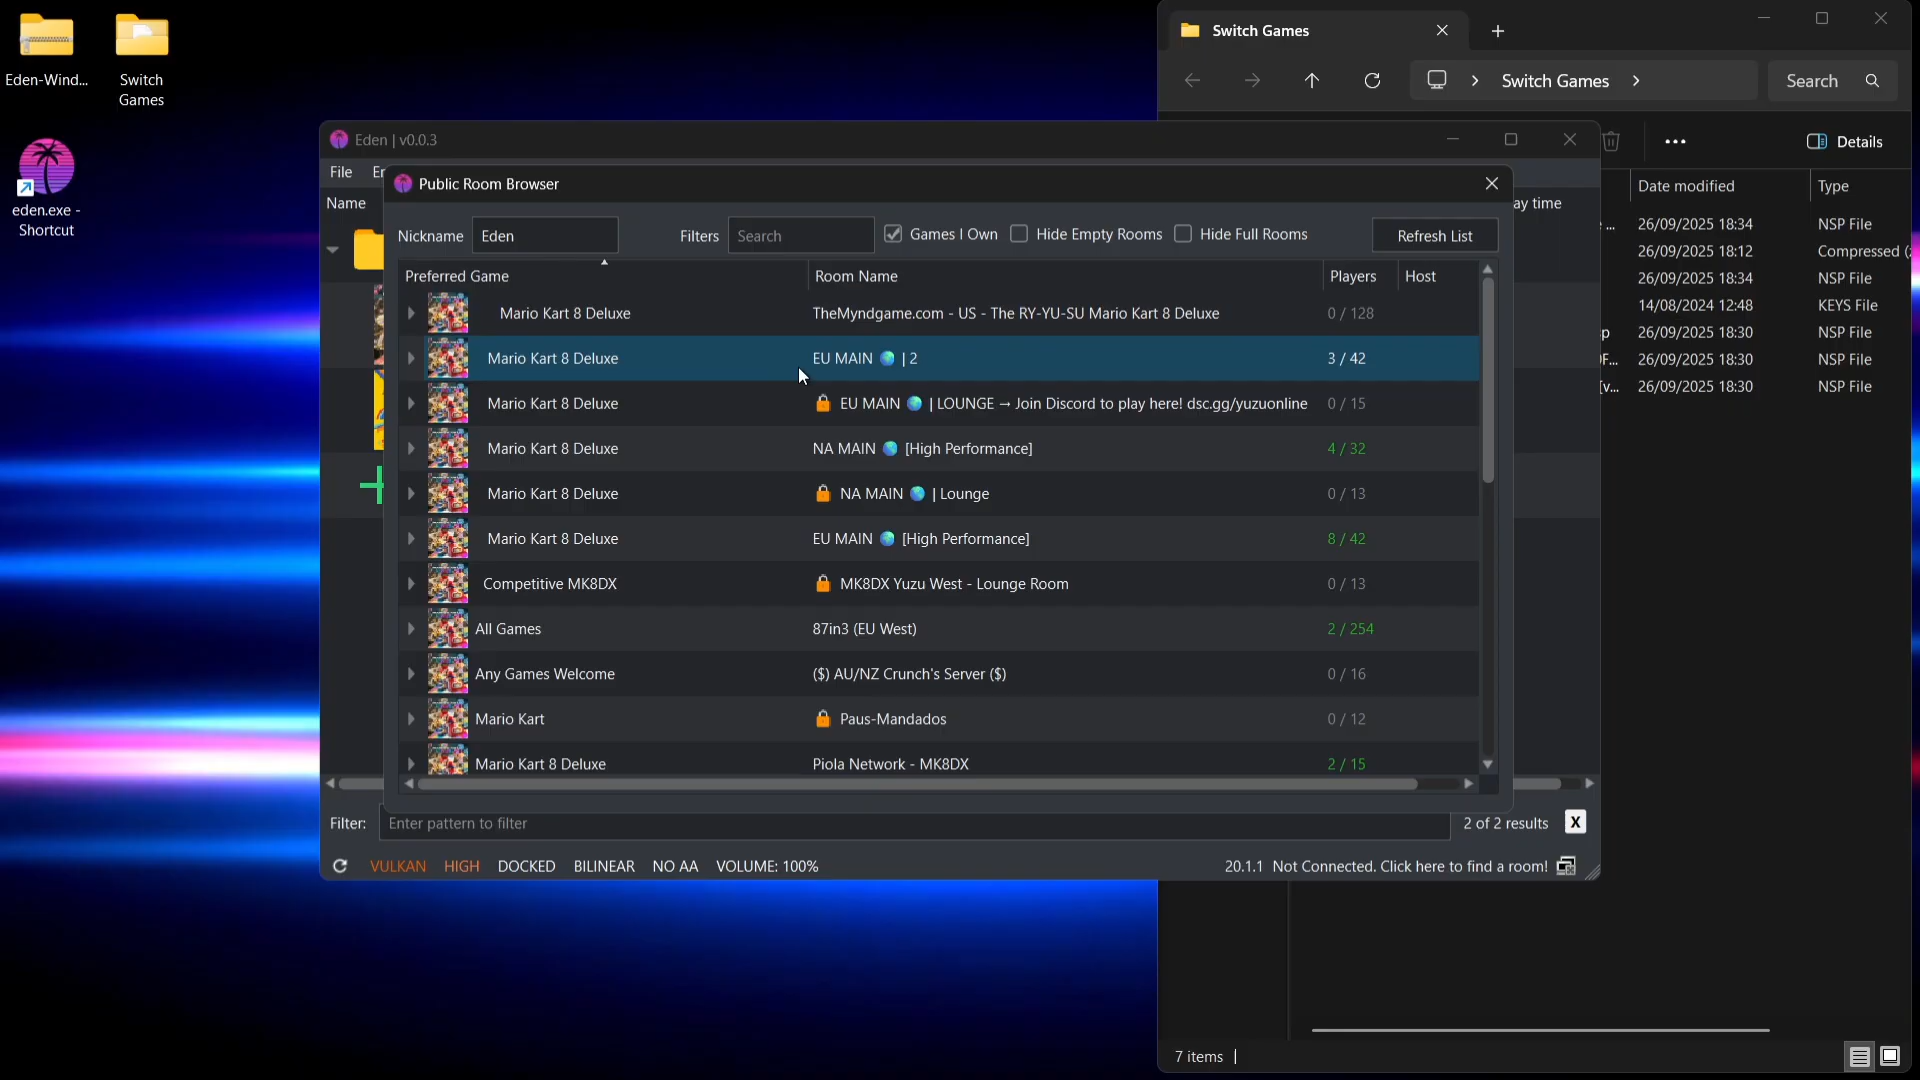 Eden-Wind...
Switch
Games
eden.exe -
Shortcut
Switch Games
Switch Games
Search
Details
Date modified
Type
...
26/09/2025 18:34
NSP File
26/09/2025 18:12
Compressed (
26/09/2025 18:34
NSP File
14/08/2024 12:48
KEYS File
p
26/09/2025 18:30
NSP File
F...
26/09/2025 18:30
NSP File
[v...
26/09/2025 18:30
NSP File
7 items
Eden | v0.0.3
File
Name
ay time
Public Room Browser
Nickname
Eden
Filters
Search
Games I Own
Hide Empty Rooms
Hide Full Rooms
Refresh List
Preferred Game
Room Name
Players
Host
Mario Kart 8 Deluxe
TheMyndgame.com - US - The RY-YU-SU Mario Kart 8 Deluxe
0 / 128
Mario Kart 8 Deluxe
EU MAIN 🌎 | 2
3 / 42
Mario Kart 8 Deluxe
🔒 EU MAIN 🌎 | LOUNGE → Join Discord to play here! dsc.gg/yuzuonline
0 / 15
Mario Kart 8 Deluxe
NA MAIN 🌎 [High Performance]
4 / 32
Mario Kart 8 Deluxe
🔒 NA MAIN 🌎 | Lounge
0 / 13
Mario Kart 8 Deluxe
EU MAIN 🌎 [High Performance]
8 / 42
Competitive MK8DX
🔒 MK8DX Yuzu West - Lounge Room
0 / 13
All Games
87in3 (EU West)
2 / 254
Any Games Welcome
($) AU/NZ Crunch's Server ($)
0 / 16
Mario Kart
🔒 Paus-Mandados
0 / 12
Mario Kart 8 Deluxe
Piola Network - MK8DX
2 / 15
Filter:
Enter pattern to filter
2 of 2 results
X
VULKAN HIGH DOCKED BILINEAR NO AA VOLUME: 100%
20.1.1 Not Connected. Click here to find a room!